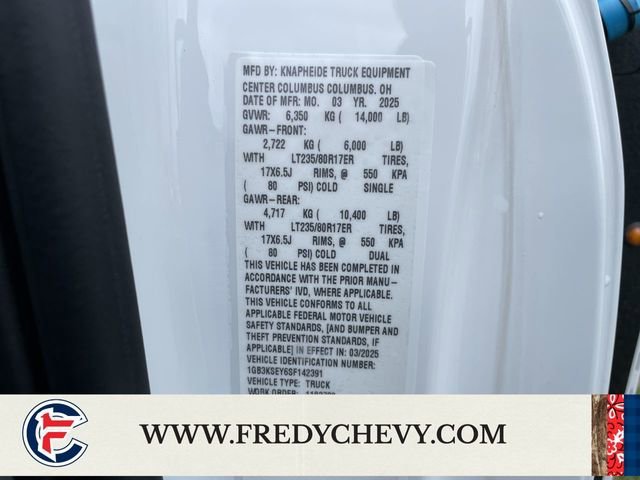 MFD BY: KNAPHEIDE TRUCK EQUIPMENT
CENTER COLUMBUS COLUMBUS. OH
DATE OF MFR: MO. 03 YR. 2025
GVWR: 6,350 KG ( 14,000 LB)
GAWR-FRONT:
2,722 KG ( 6,000 LB)
WITH LT235/80R17ER TIRES,
17X6.5J RIMS, @ 550 KPA
( 80 PSI) COLD SINGLE
GAWR-REAR:
4,717 KG ( 10,400 LB)
WITH LT235/80R17ER TIRES,
17X6.5J RIMS, @ 550 KPA
( 80 PSI) COLD DUAL
THIS VEHICLE HAS BEEN COMPLETED IN
ACCORDANCE WITH THE PRIOR MANU-
FACTURERS' IVD, WHERE APPLICABLE.
THIS VEHICLE CONFORMS TO ALL
APPLICABLE FEDERAL MOTOR VEHICLE
SAFETY STANDARDS, [AND BUMPER AND
THEFT PREVENTION STANDARDS, IF
APPLICABLE] IN EFFECT IN: 03/2025
VEHICLE IDENTIFICATION NUMBER:
1GB3KSEY6SF142391
VEHICLE TYPE: TRUCK
WORK ORDER:
WWW.FREDYCHEVY.COM